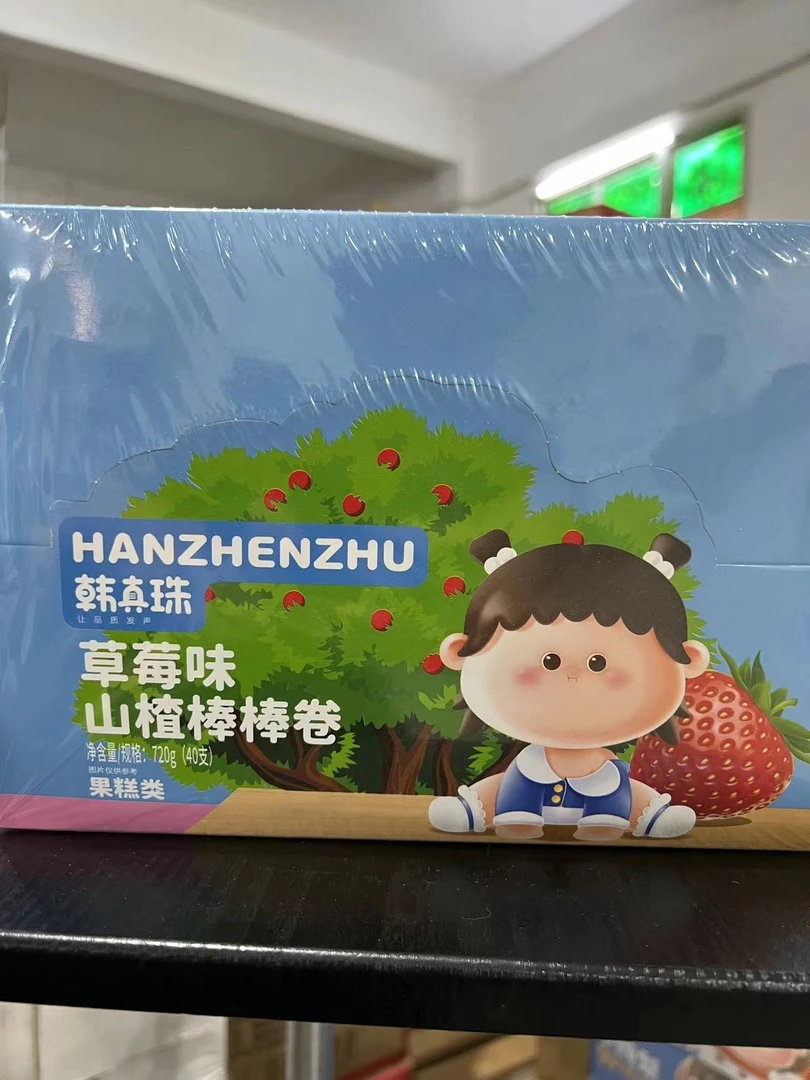 HANZHENZHU
韩真珠
让品质发声
草莓味
山楂棒棒卷
净含量/规格：720g（40支）
图片仅供参考
果糕类